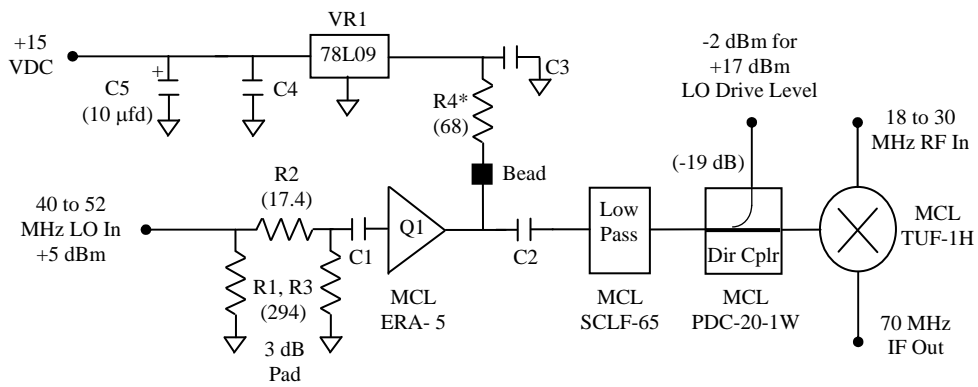 +15
VDC
C5
(10 µfd)
+
C4
VR1
78L09
C3
R4*
(68)
Bead
-2 dBm for
+17 dBm
LO Drive Level
(-19 dB)
18 to 30
MHz RF In
40 to 52
MHz LO In
+5 dBm
R2
(17.4)
R1, R3
(294)
3 dB
Pad
C1
Q1
MCL
ERA- 5
C2
Low
Pass
MCL
SCLF-65
Dir Cplr
MCL
PDC-20-1W
MCL
TUF-1H
70 MHz
IF Out